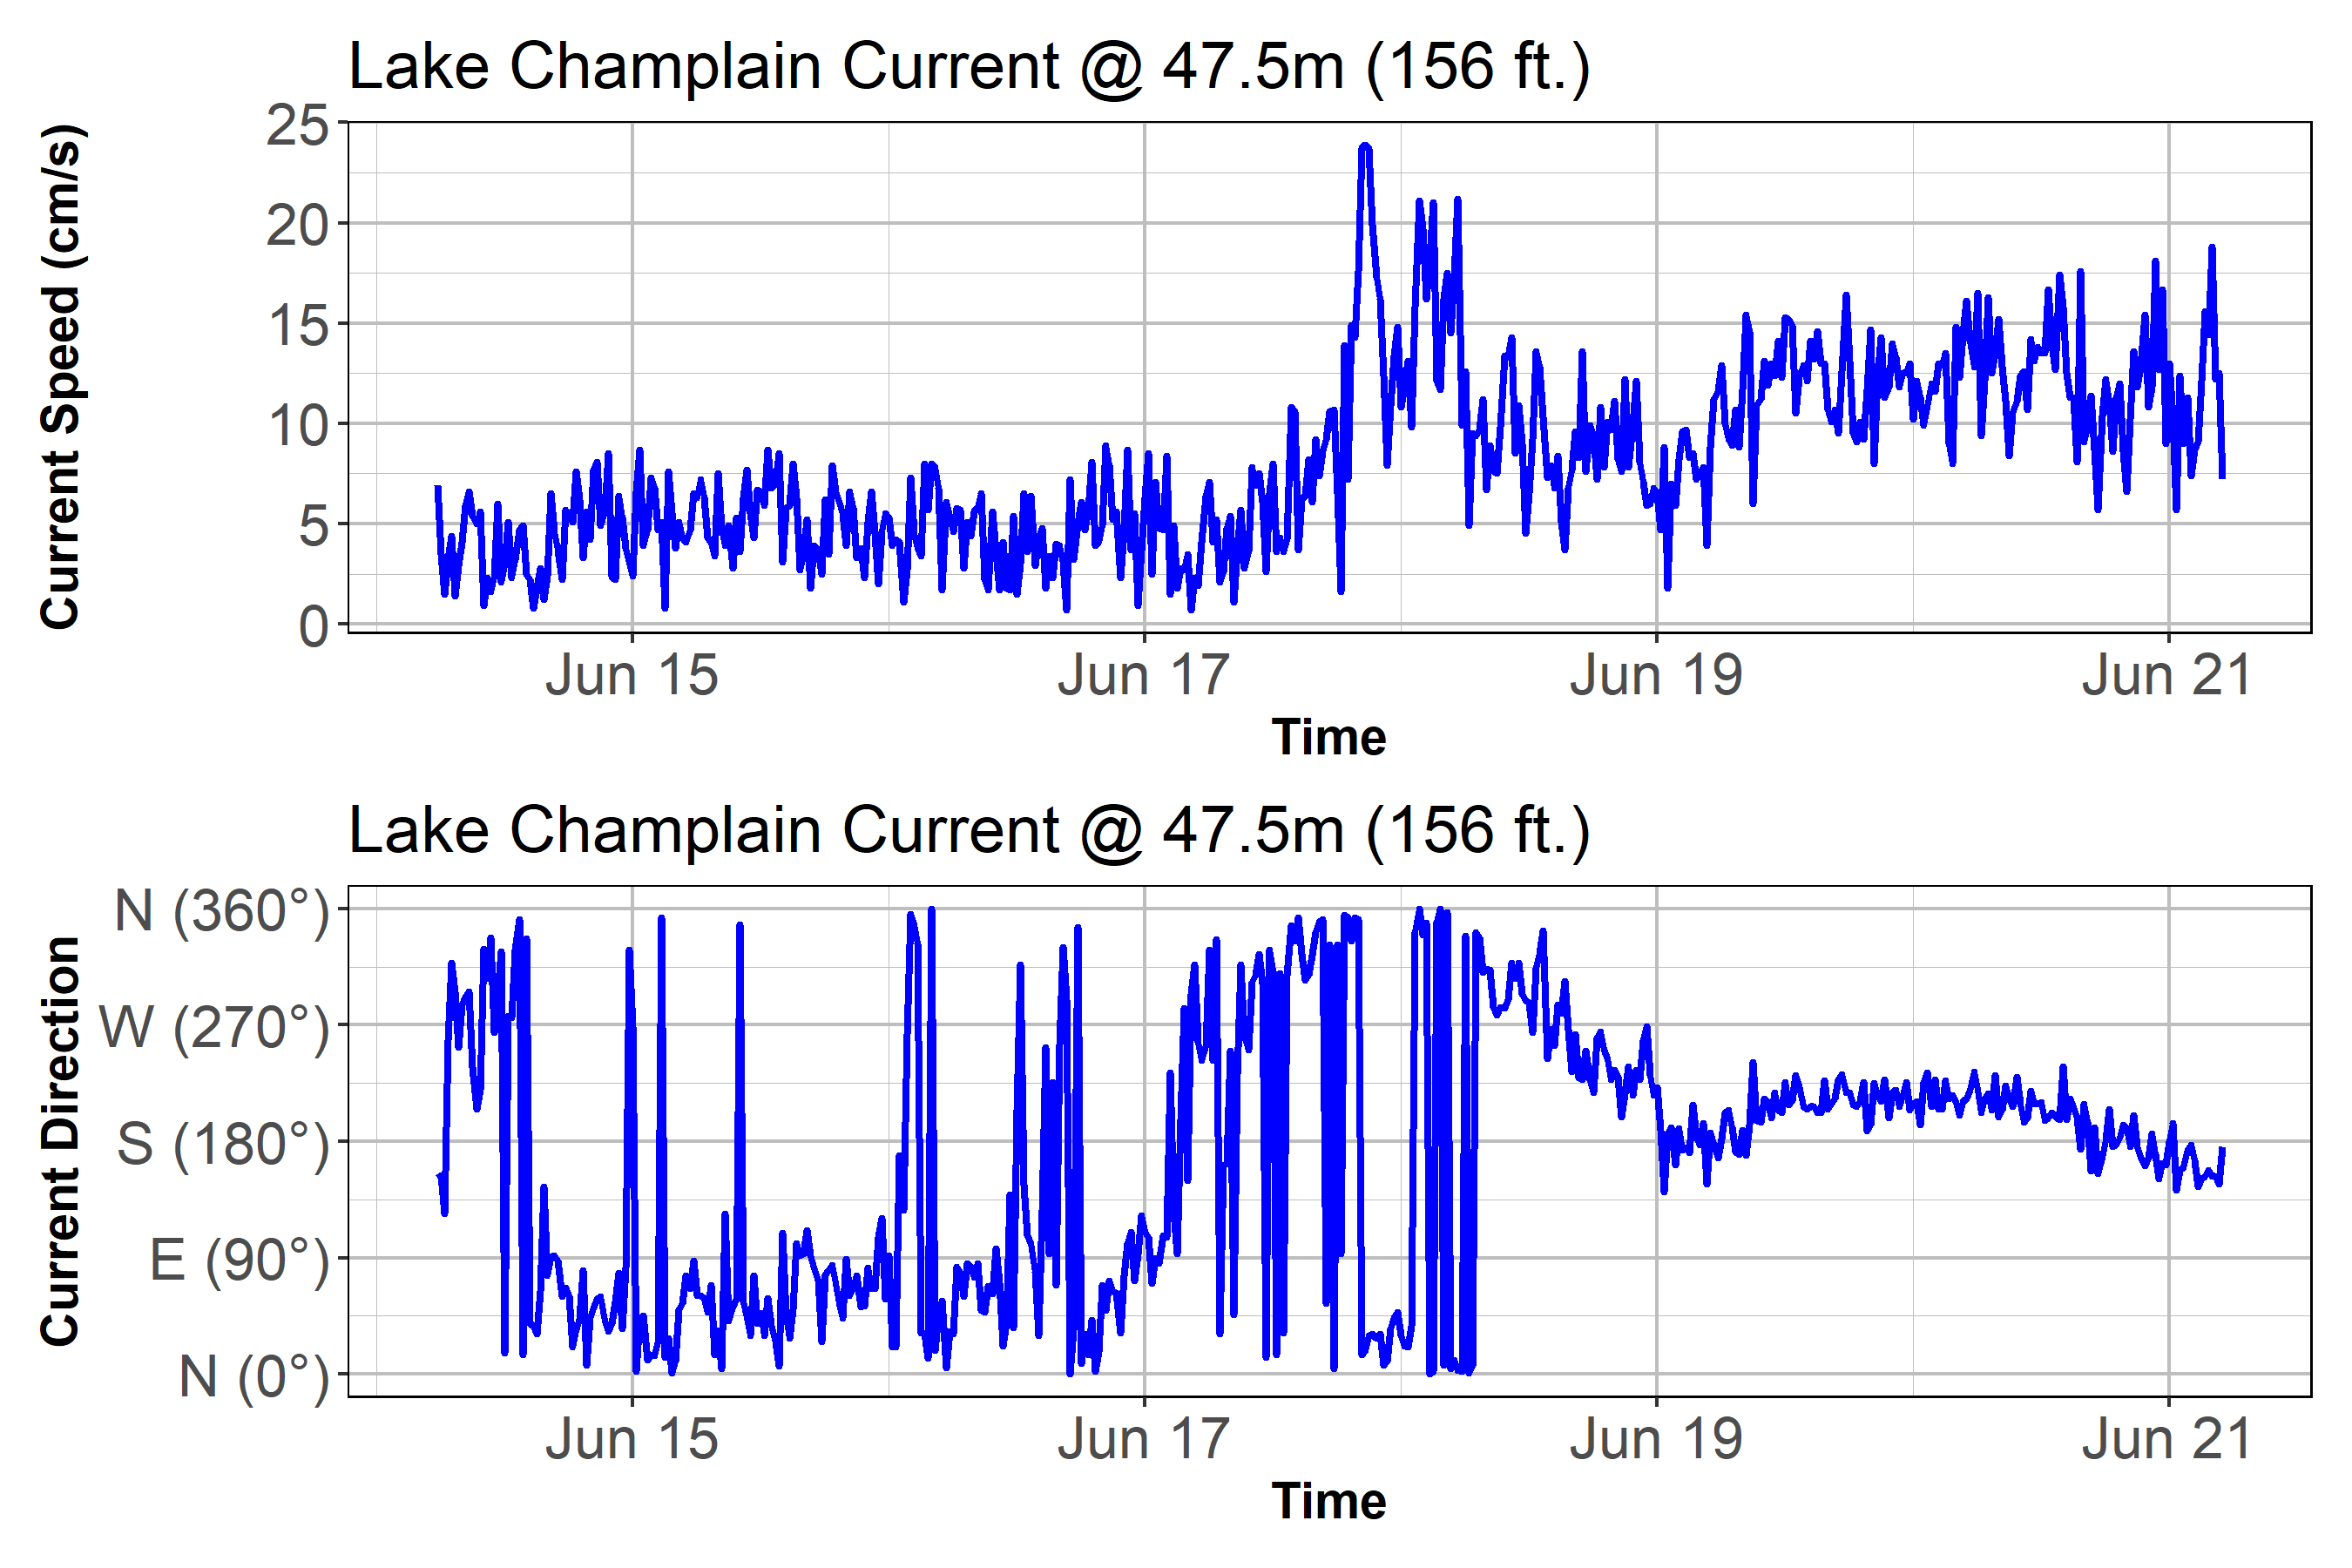 Lake Champlain Current @ 47.5m (156 ft.)
Current Speed (cm/s)
25
20
15
10
5
0
Jun 15 Jun 17 Jun 19 Jun 21
Time
Lake Champlain Current @ 47.5m (156 ft.)
Current Direction
N (360°)
W (270°)
S (180°)
E (90°)
N (0°)
Jun 15 Jun 17 Jun 19 Jun 21
Time